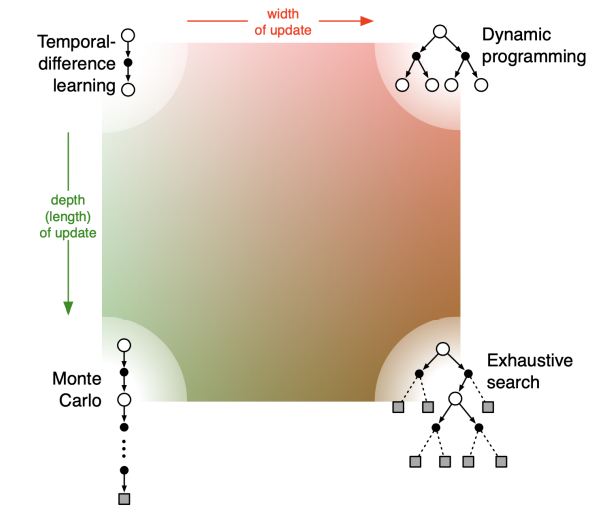 width
of update
Temporal-
difference
learning
Dynamic
programming
depth
(length)
of update
Monte
Carlo
Exhaustive
search